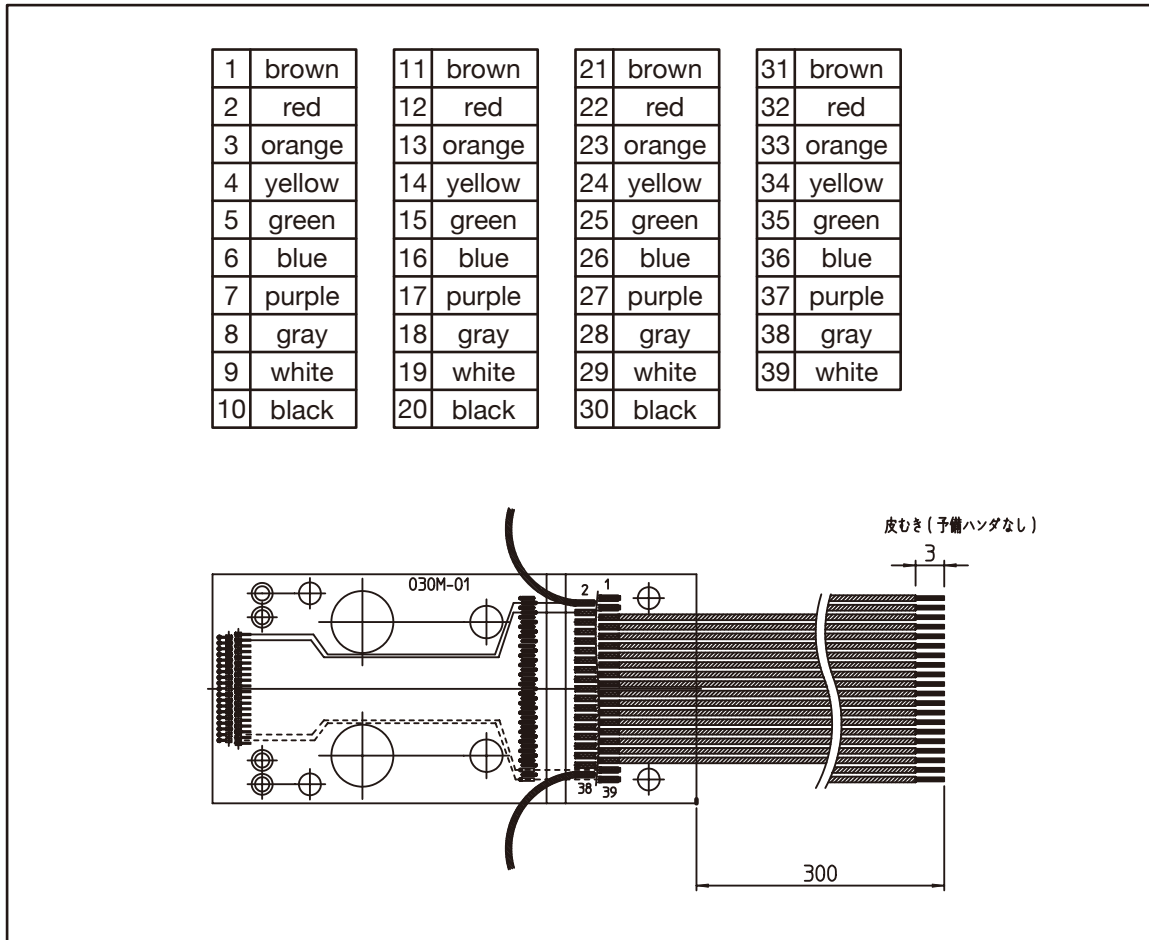 1 brown 11 brown 21 brown 31 brown
2 red 12 red 22 red 32 red
3 orange 13 orange 23 orange 33 orange
4 yellow 14 yellow 24 yellow 34 yellow
5 green 15 green 25 green 35 green
6 blue 16 blue 26 blue 36 blue
7 purple 17 purple 27 purple 37 purple
8 gray 18 gray 28 gray 38 gray
9 white 19 white 29 white 39 white
10 black 20 black 30 black
皮むき(予備ハンダなし)
3
030M-01
2 1
38 39
300